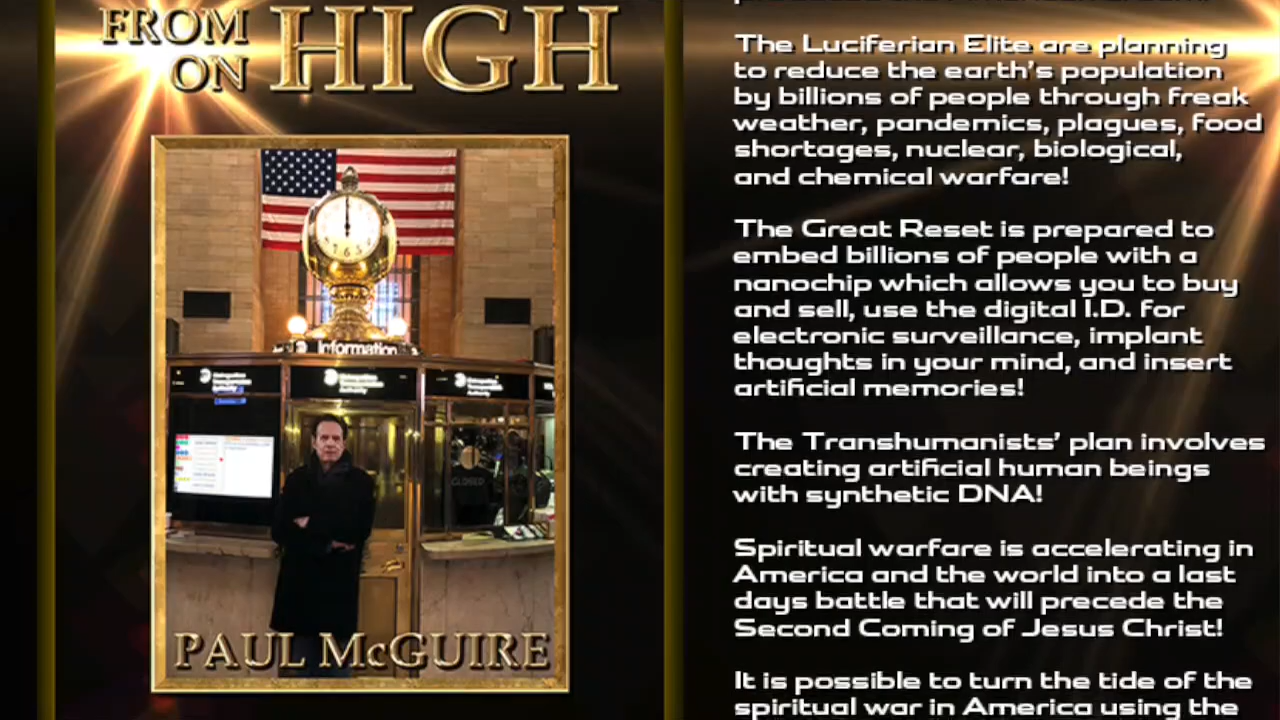 FROM
ON
HIGH
Information
CLOSED
PAUL McGUIRE
The Luciferian Elite are planning
to reduce the earth's population
by billions of people through freak
weather, pandemics, plagues, food
shortages, nuclear, biological,
and chemical warfare!
The Great Reset is prepared to
embed billions of people with a
nanochip which allows you to buy
and sell, use the digital I.D. for
electronic surveillance, implant
thoughts in your mind, and insert
artificial memories!
The Transhumanists' plan involves
creating artificial human beings
with synthetic DNA!
Spiritual warfare is accelerating in
America and the world into a last
days battle that will precede the
Second Coming of Jesus Christ!
It is possible to turn the tide of the
spiritual war in America using the